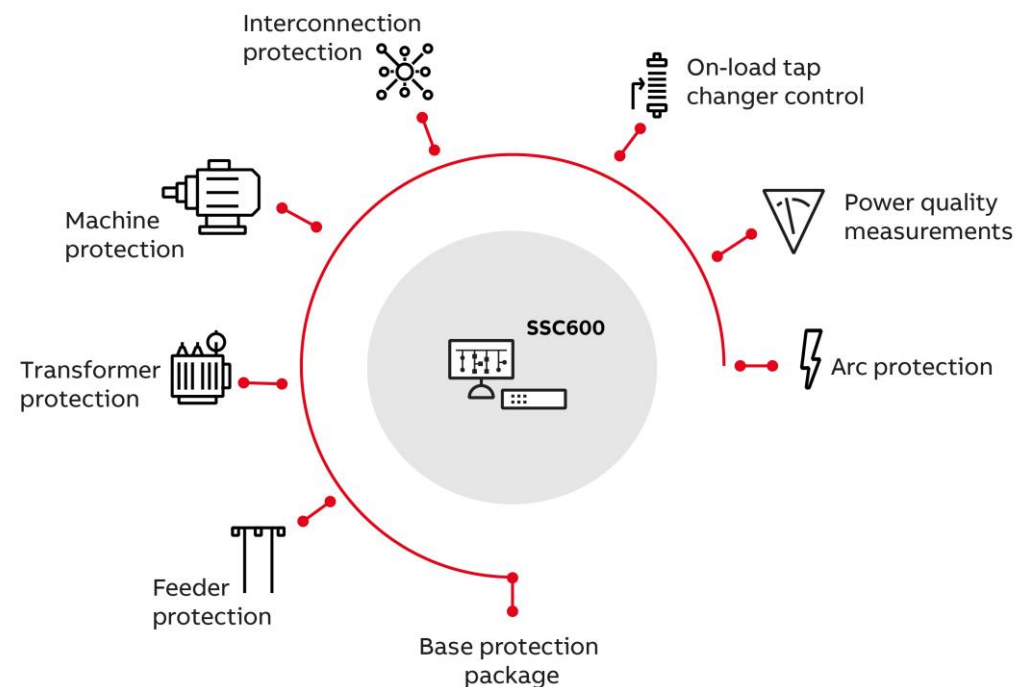 Interconnection
protection
On-load tap
changer control
Machine
protection
Power quality
measurements
SSC600
Transformer
protection
Arc protection
Feeder
protection
Base protection
package